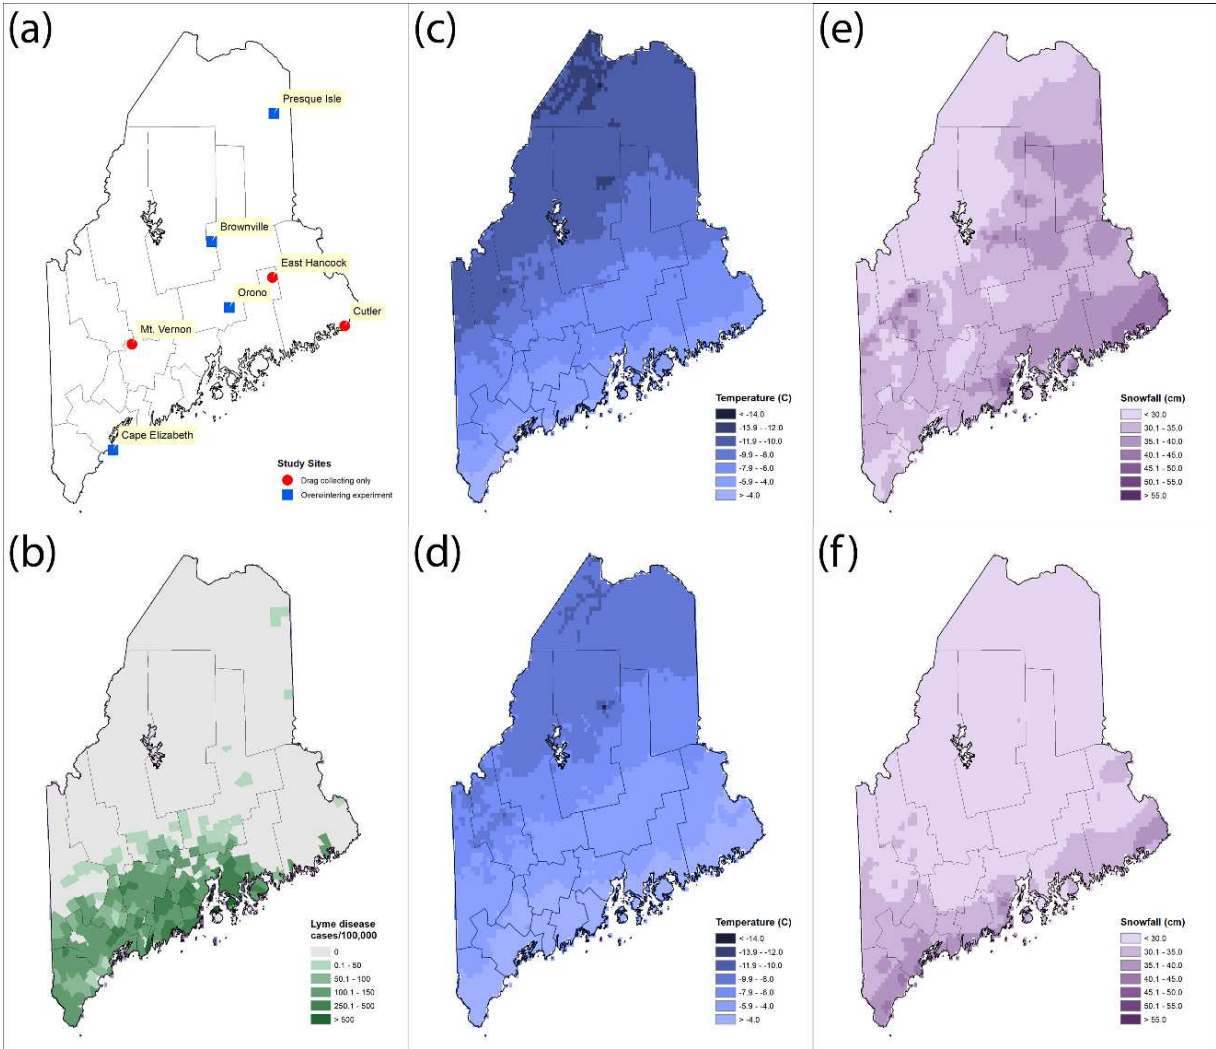 (a)
Presque Isle
Brownville
East Hancock
Orono
Cutler
Mt. Vernon
Cape Elizabeth
Study Sites
Drag collecting only
Overwintering experiment
(c)
Temperature (C)
< -14.0
-13.9 - -12.0
-11.9 - -10.0
-9.9 - -8.0
-7.9 - -6.0
-5.9 - -4.0
> -4.0
(e)
Snowfall (cm)
< 30.0
30.1 - 35.0
35.1 - 40.0
40.1 - 45.0
45.1 - 50.0
50.1 - 55.0
> 55.0
(b)
Lyme disease
cases/100,000
0
0.1 - 50
50.1 - 100
100.1 - 150
250.1 - 500
> 500
(d)
Temperature (C)
< -14.0
-13.9 - -12.0
-11.9 - -10.0
-9.9 - -8.0
-7.9 - -6.0
-5.9 - -4.0
> -4.0
(f)
Snowfall (cm)
< 30.0
30.1 - 35.0
35.1 - 40.0
40.1 - 45.0
45.1 - 50.0
50.1 - 55.0
> 55.0